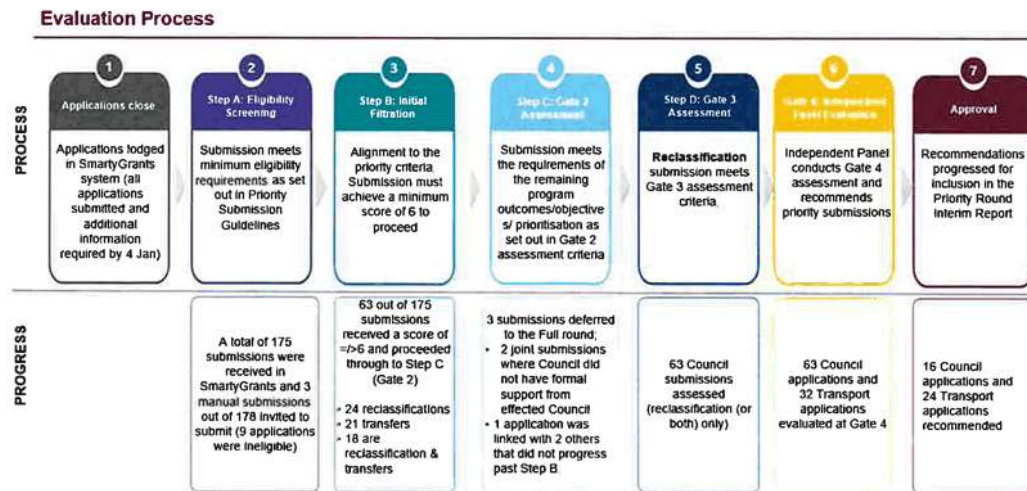 Evaluation Process
PROCESS
1
Applications close
Applications lodged
in SmartyGrants
system (all
applications
submitted and
additional
information
required by 4 Jan)
2
Step A: Eligibility
Screening
Submission meets
minimum eligibility
requirements as set
out in Priority
Submission
Guidelines
3
Step B: Initial
Filtration
Alignment to the
priority criteria.
Submission must
achieve a minimum
score of 6 to
proceed
4
Step C: Gate 2
Assessment
Submission meets
the requirements of
the remaining
program
outcomes/objective
s/ prioritisation as
set out in Gate 2
assessment criteria
5
Step D: Gate 3
Assessment
Reclassification
submission meets
Gate 3 assessment
criteria
6
Gate 4: Independent
Panel Evaluation
Independent Panel
conducts Gate 4
assessment and
recommends
priority submissions
7
Approval
Recommendations
progressed for
inclusion in the
Priority Round
Interim Report
PROGRESS
A total of 175
submissions were
received in
SmartyGrants and 3
manual submissions
out of 178 invited to
submit (9 applications
were ineligible)
63 out of 175
submissions
received a score of
=/>6 and proceeded
through to Step C
(Gate 2)
• 24 reclassifications
• 21 transfers
• 18 are
reclassification &
transfers
3 submissions deferred
to the Full round;
• 2 joint submissions
where Council did
not have formal
support from
effected Council
• 1 application was
linked with 2 others
that did not progress
past Step B.
63 Council
submissions
assessed
(reclassification (or
both) only)
63 Council
applications and
32 Transport
applications
evaluated at Gate 4
16 Council
applications and
24 Transport
applications
recommended